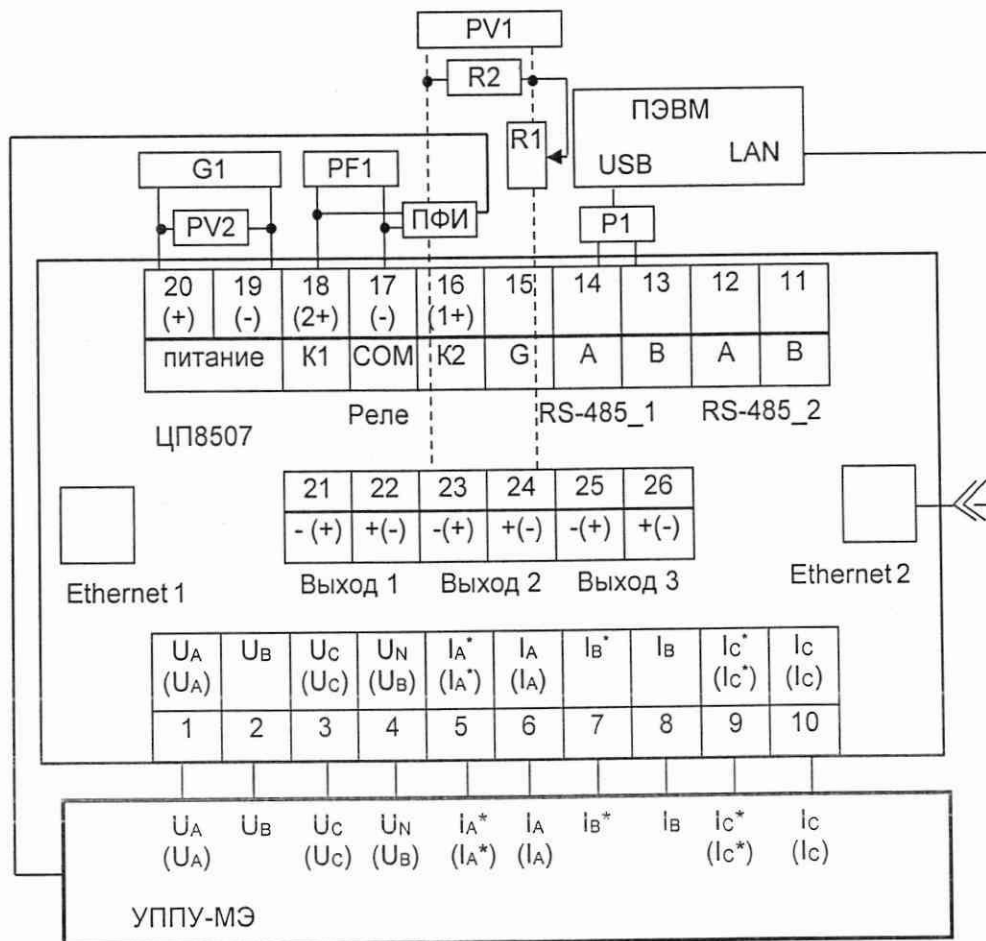 PV1
R2
ПЭВМ
R1
USB LAN
G1 PF1
PV2 ПФИ P1
20 19 18 17 16 15 14 13 12 11
(+) (-) (2+) (-) (1+)
питание К1 COM К2 G A B A B
Реле RS-485_1 RS-485_2
ЦП8507
21 22 23 24 25 26
- (+) +(-) -(+) +(-) -(+) +(-)
Выход 1 Выход 2 Выход 3
Ethernet 1 Ethernet 2
UA UB UC UN IA* IA IB* IB IC* IC
(UA) (UC) (UB) (IA*) (IA) (IC*) (IC)
1 2 3 4 5 6 7 8 9 10
UA UB UC UN IA* IA IB* IB IC* IC
(UA) (UC) (UB) (IA*) (IA) (IC*) (IC)
УППУ-МЭ